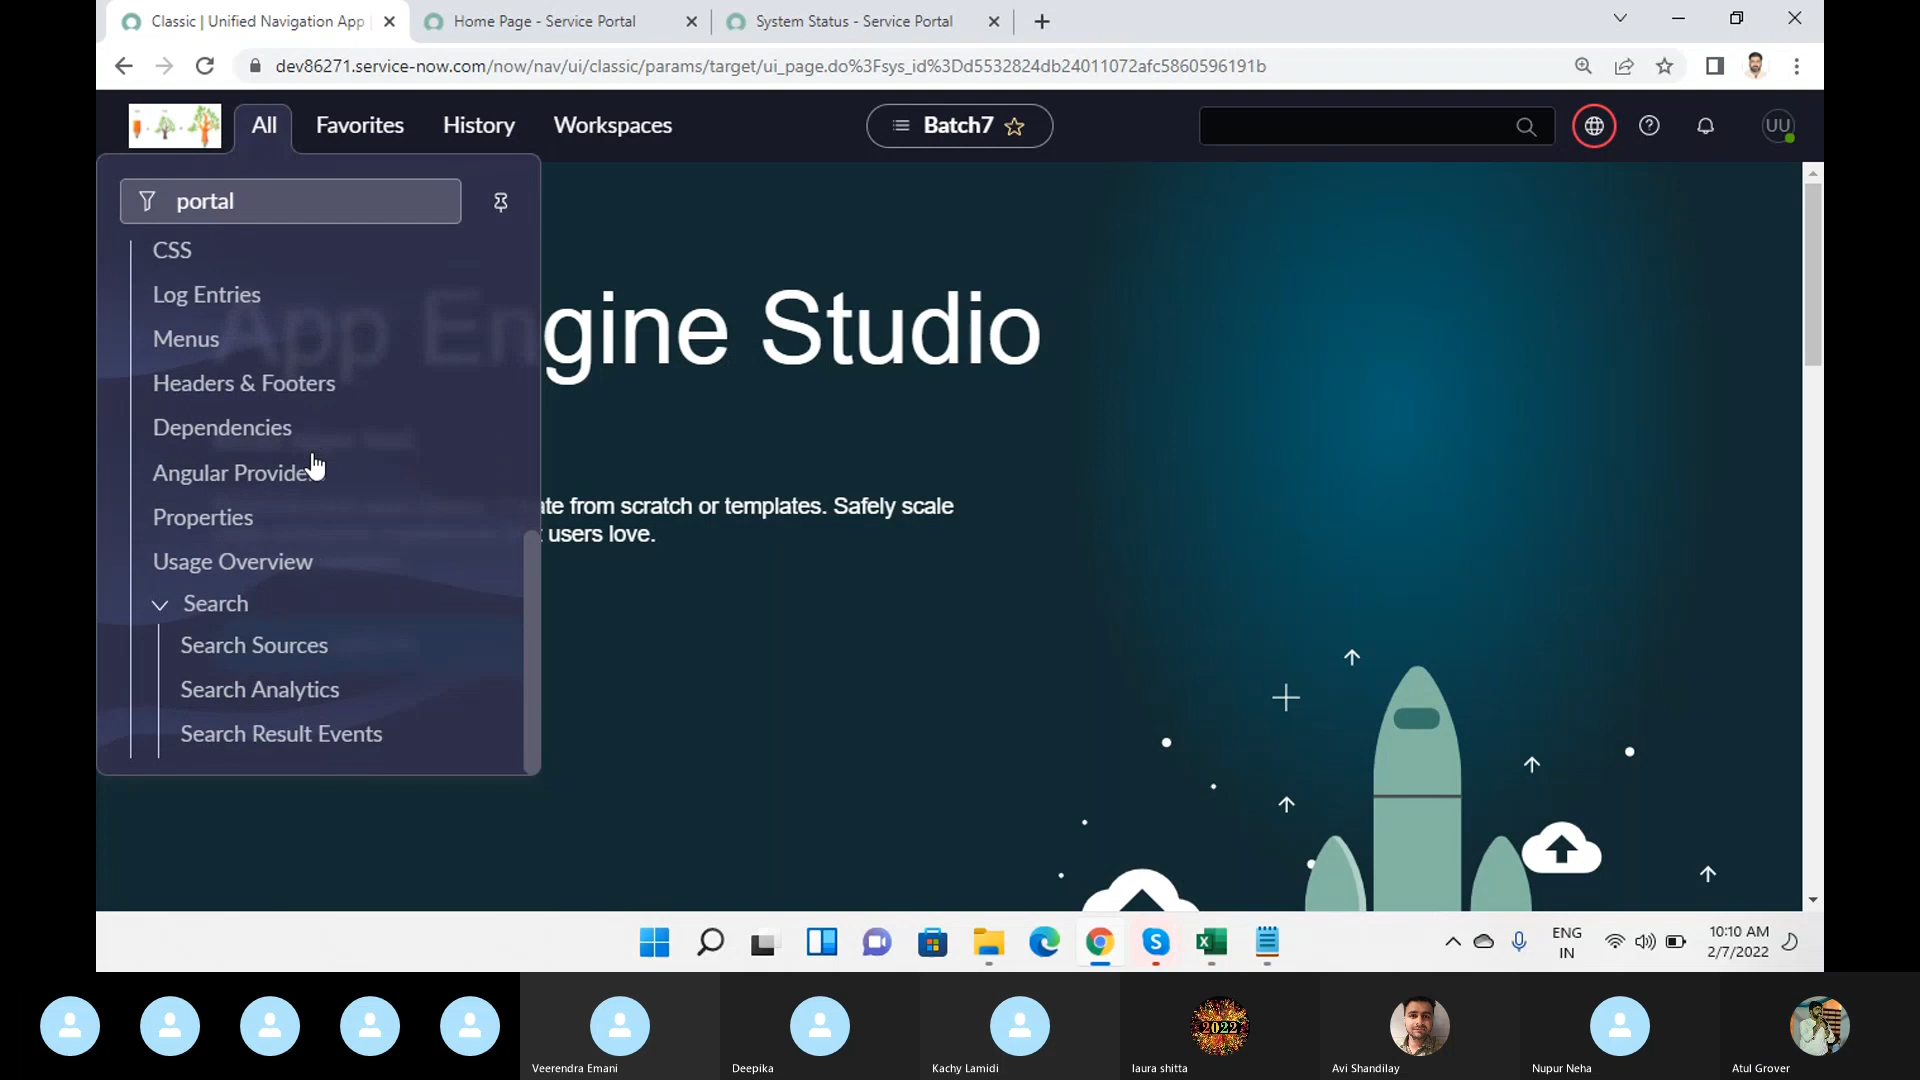 Classic | Unified Navigation App
Home Page - Service Portal
System Status - Service Portal
dev86271.service-now.com/now/nav/ui/classic/params/target/ui_page.do%3Fsys_id%3Dd5532824db24011072afc5860596191b
All
Favorites
History
Workspaces
Batch7
UU
portal
CSS
Log Entries
Menus
Headers & Footers
Dependencies
Angular Provide
Properties
Usage Overview
Search
Search Sources
Search Analytics
Search Result Events
App Engine Studio
ate from scratch or templates. Safely scale
users love.
ENG
IN
10:10 AM
2/7/2022
2022
Veerendra Emani
Deepika
Kachy Lamidi
laura shitta
Avi Shandilay
Nupur Neha
Atul Grover